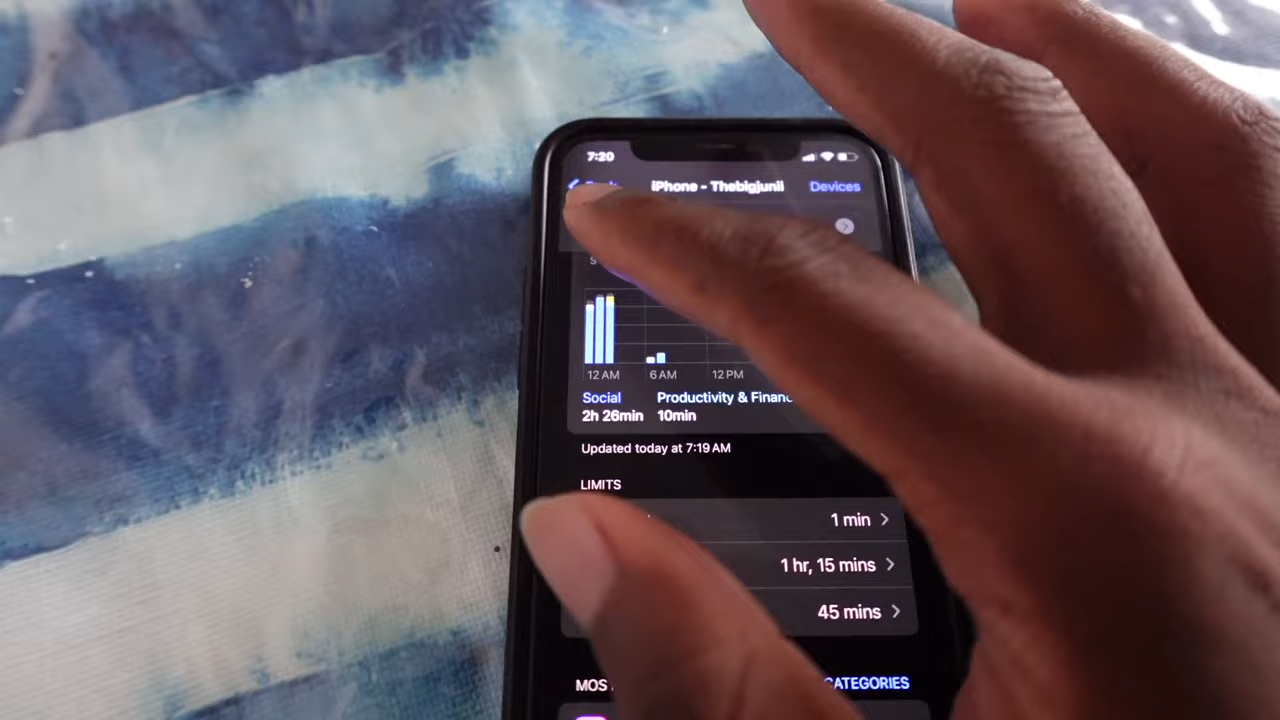 7:20
iPhone - Thebigjunii Devices
12 AM 6 AM 12 PM
Social Productivity & Financ
2h 26min 10min
Updated today at 7:19 AM
LIMITS
1 min
1 hr, 15 mins
45 mins
MOS CATEGORIES